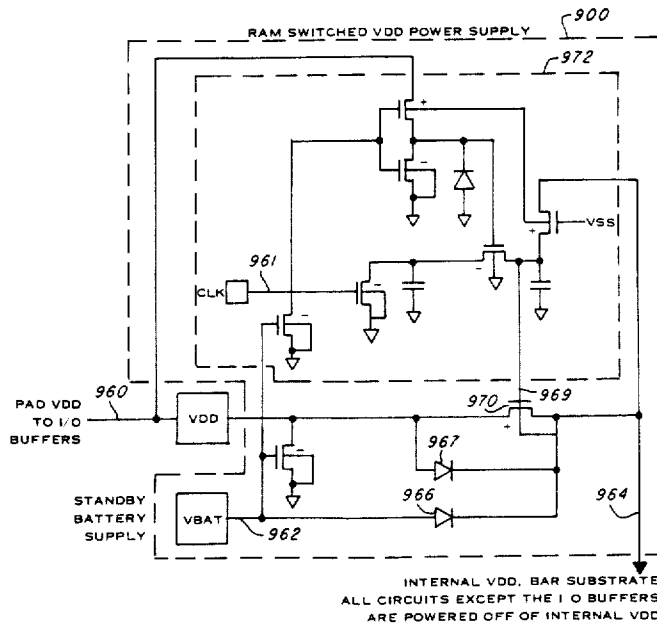 900
RAM SWITCHED VDD POWER SUPPLY
972
+
-
VSS
+
-
961
CLK
-
969
960
970
PAD VDD
TO I/O
BUFFERS
VDD
+
967
-
STANDBY
BATTERY
SUPPLY
966
964
VBAT
962
INTERNAL VDD, BAR SUBSTRATE
ALL CIRCUITS EXCEPT THE I O BUFFERS
ARE POWERED OFF OF INTERNAL VDD